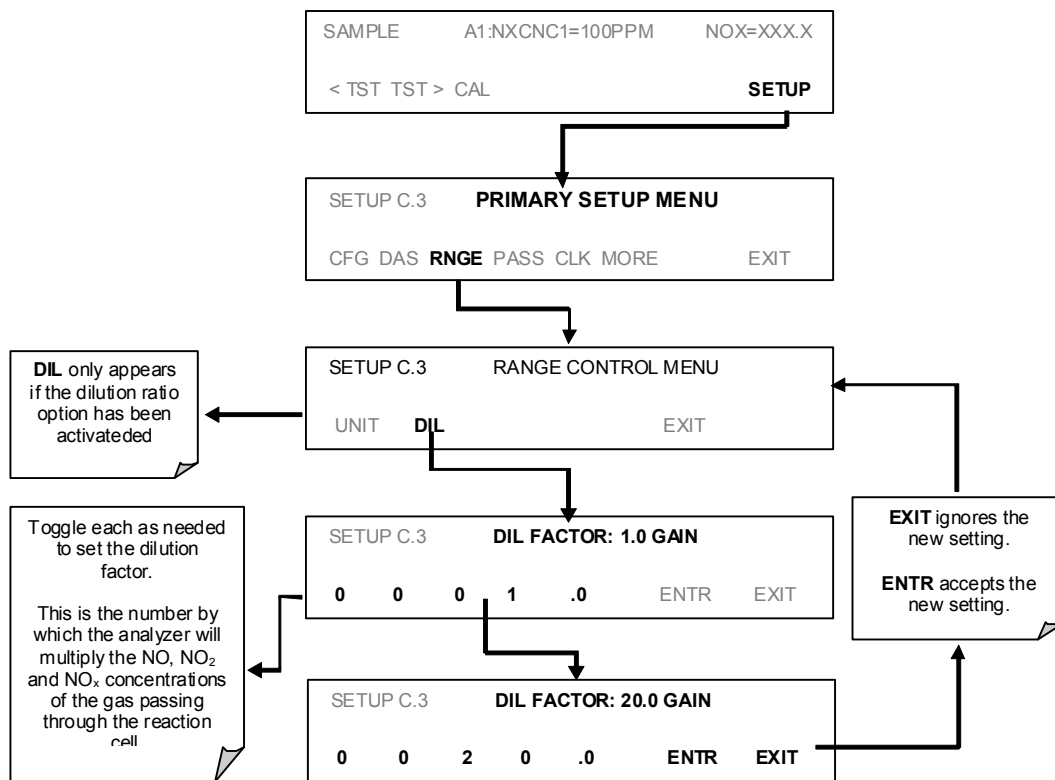 SAMPLE A1:NXCNC1=100PPM NOX=XXX.X
< TST TST > CAL SETUP
SETUP C.3 PRIMARY SETUP MENU
CFG DAS RNGE PASS CLK MORE EXIT
SETUP C.3 RANGE CONTROL MENU
UNIT DIL EXIT
DIL only appears
if the dilution ratio
option has been
activateded
SETUP C.3 DIL FACTOR: 1.0 GAIN
0 0 0 1 .0 ENTR EXIT
Toggle each as needed
to set the dilution
factor.
This is the number by
which the analyzer will
multiply the NO, NO₂
and NOₓ concentrations
of the gas passing
through the reaction
cell
EXIT ignores the
new setting.
ENTR accepts the
new setting.
SETUP C.3 DIL FACTOR: 20.0 GAIN
0 0 2 0 .0 ENTR EXIT